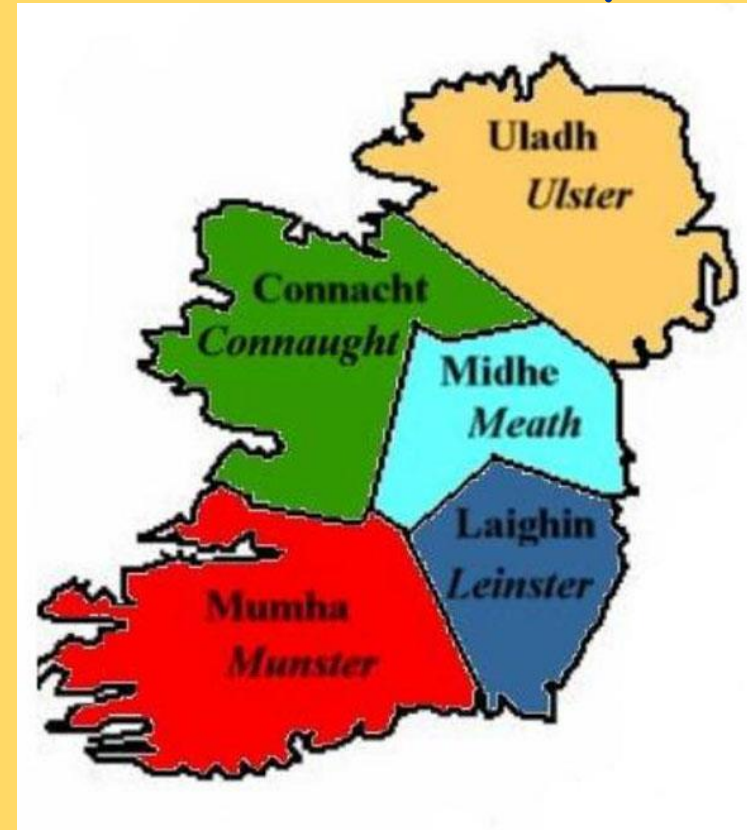 Uladh
Ulster
Connacht
Connaught
Midhe
Meath
Laighin
Leinster
Mumha
Munster